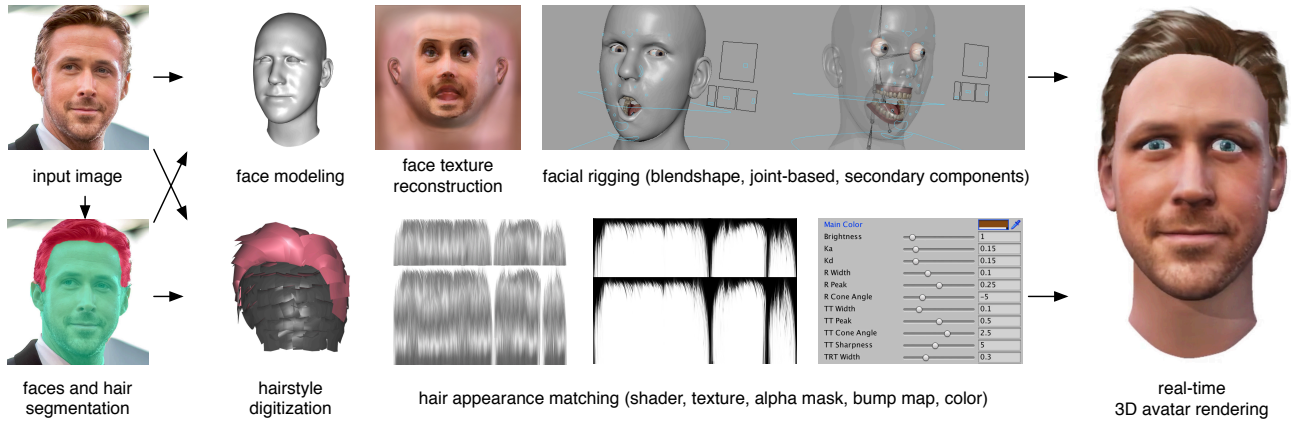 input image
face modeling
face texture
reconstruction
facial rigging (blendshape, joint-based, secondary components)
faces and hair
segmentation
hairstyle
digitization
Main Color
Brightness 1
Ka 0.15
Kd 0.15
R Width 0.1
R Peak 0.25
R Cone Angle -5
TT Width 0.1
TT Peak 0.5
TT Cone Angle 2.5
TT Sharpness 5
TRT Width 0.3
hair appearance matching (shader, texture, alpha mask, bump map, color)
real-time
3D avatar rendering